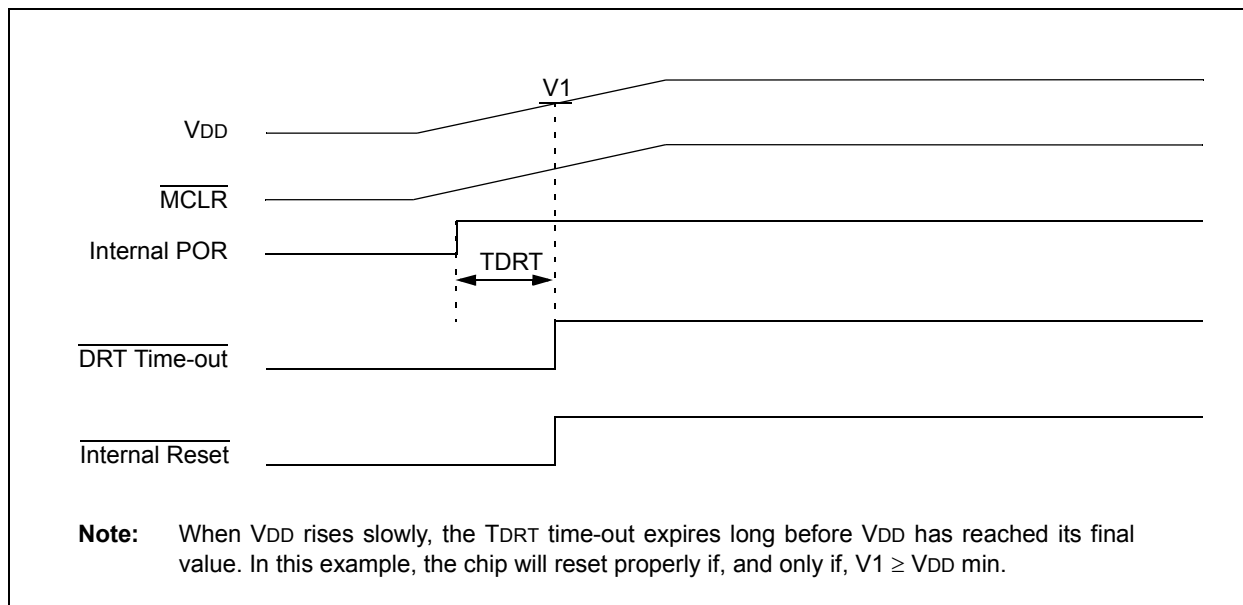 V1
VDD
MCLR
Internal POR
TDRT
DRT Time-out
Internal Reset
Note: When VDD rises slowly, the TDRT time-out expires long before VDD has reached its final
value. In this example, the chip will reset properly if, and only if, V1 ≥ VDD min.